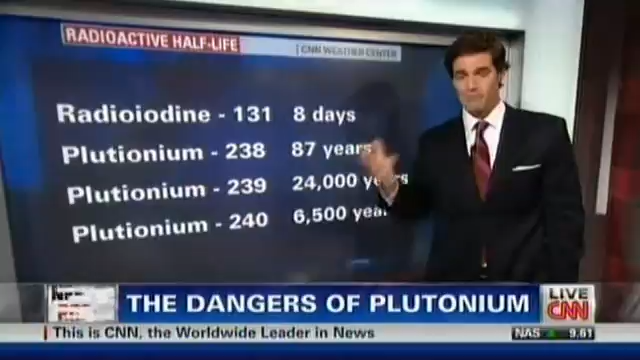 RADIOACTIVE HALF-LIFE
CNN WEATHER CENTER
Radioiodine - 131 8 days
Plutionium - 238 87 years
Plutionium - 239 24,000 years
Plutionium - 240 6,500 year
THE DANGERS OF PLUTONIUM
LIVE
CNN
This is CNN, the Worldwide Leader in News
NAS 9.61